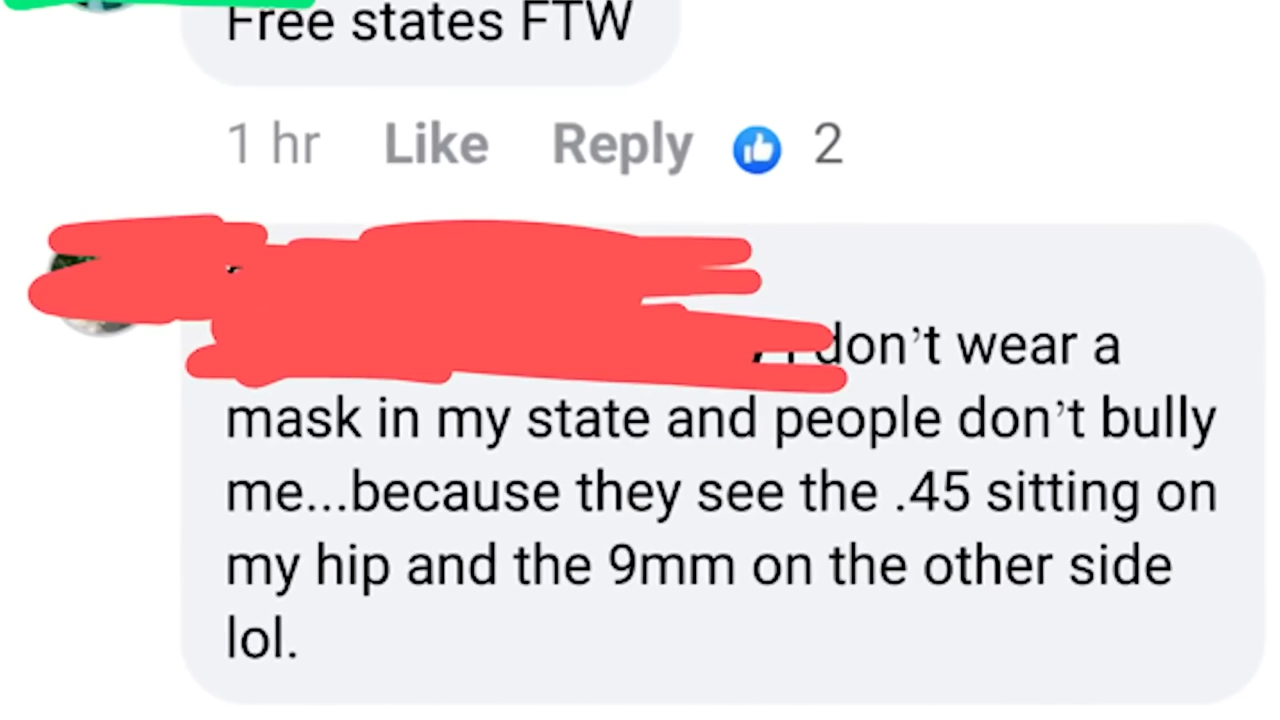 Free states FTW
1 hr Like Reply 2
don’t wear a
mask in my state and people don’t bully
me...because they see the .45 sitting on
my hip and the 9mm on the other side
lol.